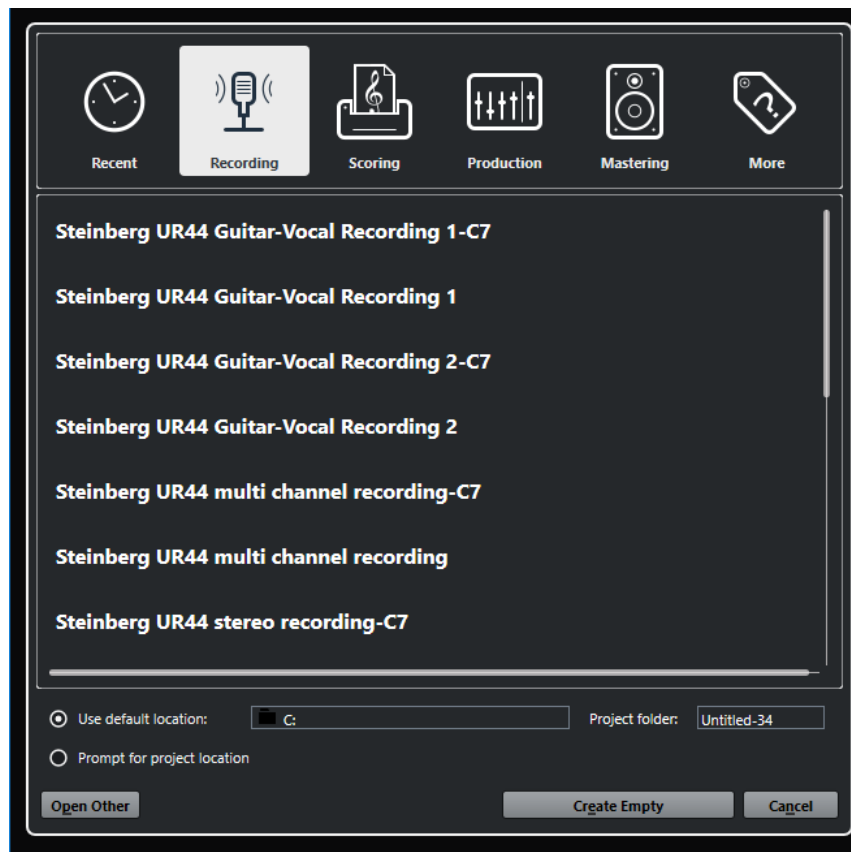 Recent Recording Scoring Production Mastering More
Steinberg UR44 Guitar-Vocal Recording 1-C7
Steinberg UR44 Guitar-Vocal Recording 1
Steinberg UR44 Guitar-Vocal Recording 2-C7
Steinberg UR44 Guitar-Vocal Recording 2
Steinberg UR44 multi channel recording-C7
Steinberg UR44 multi channel recording
Steinberg UR44 stereo recording-C7
Use default location: C: Project folder: Untitled-34
Prompt for project location
Open Other Create Empty Cancel